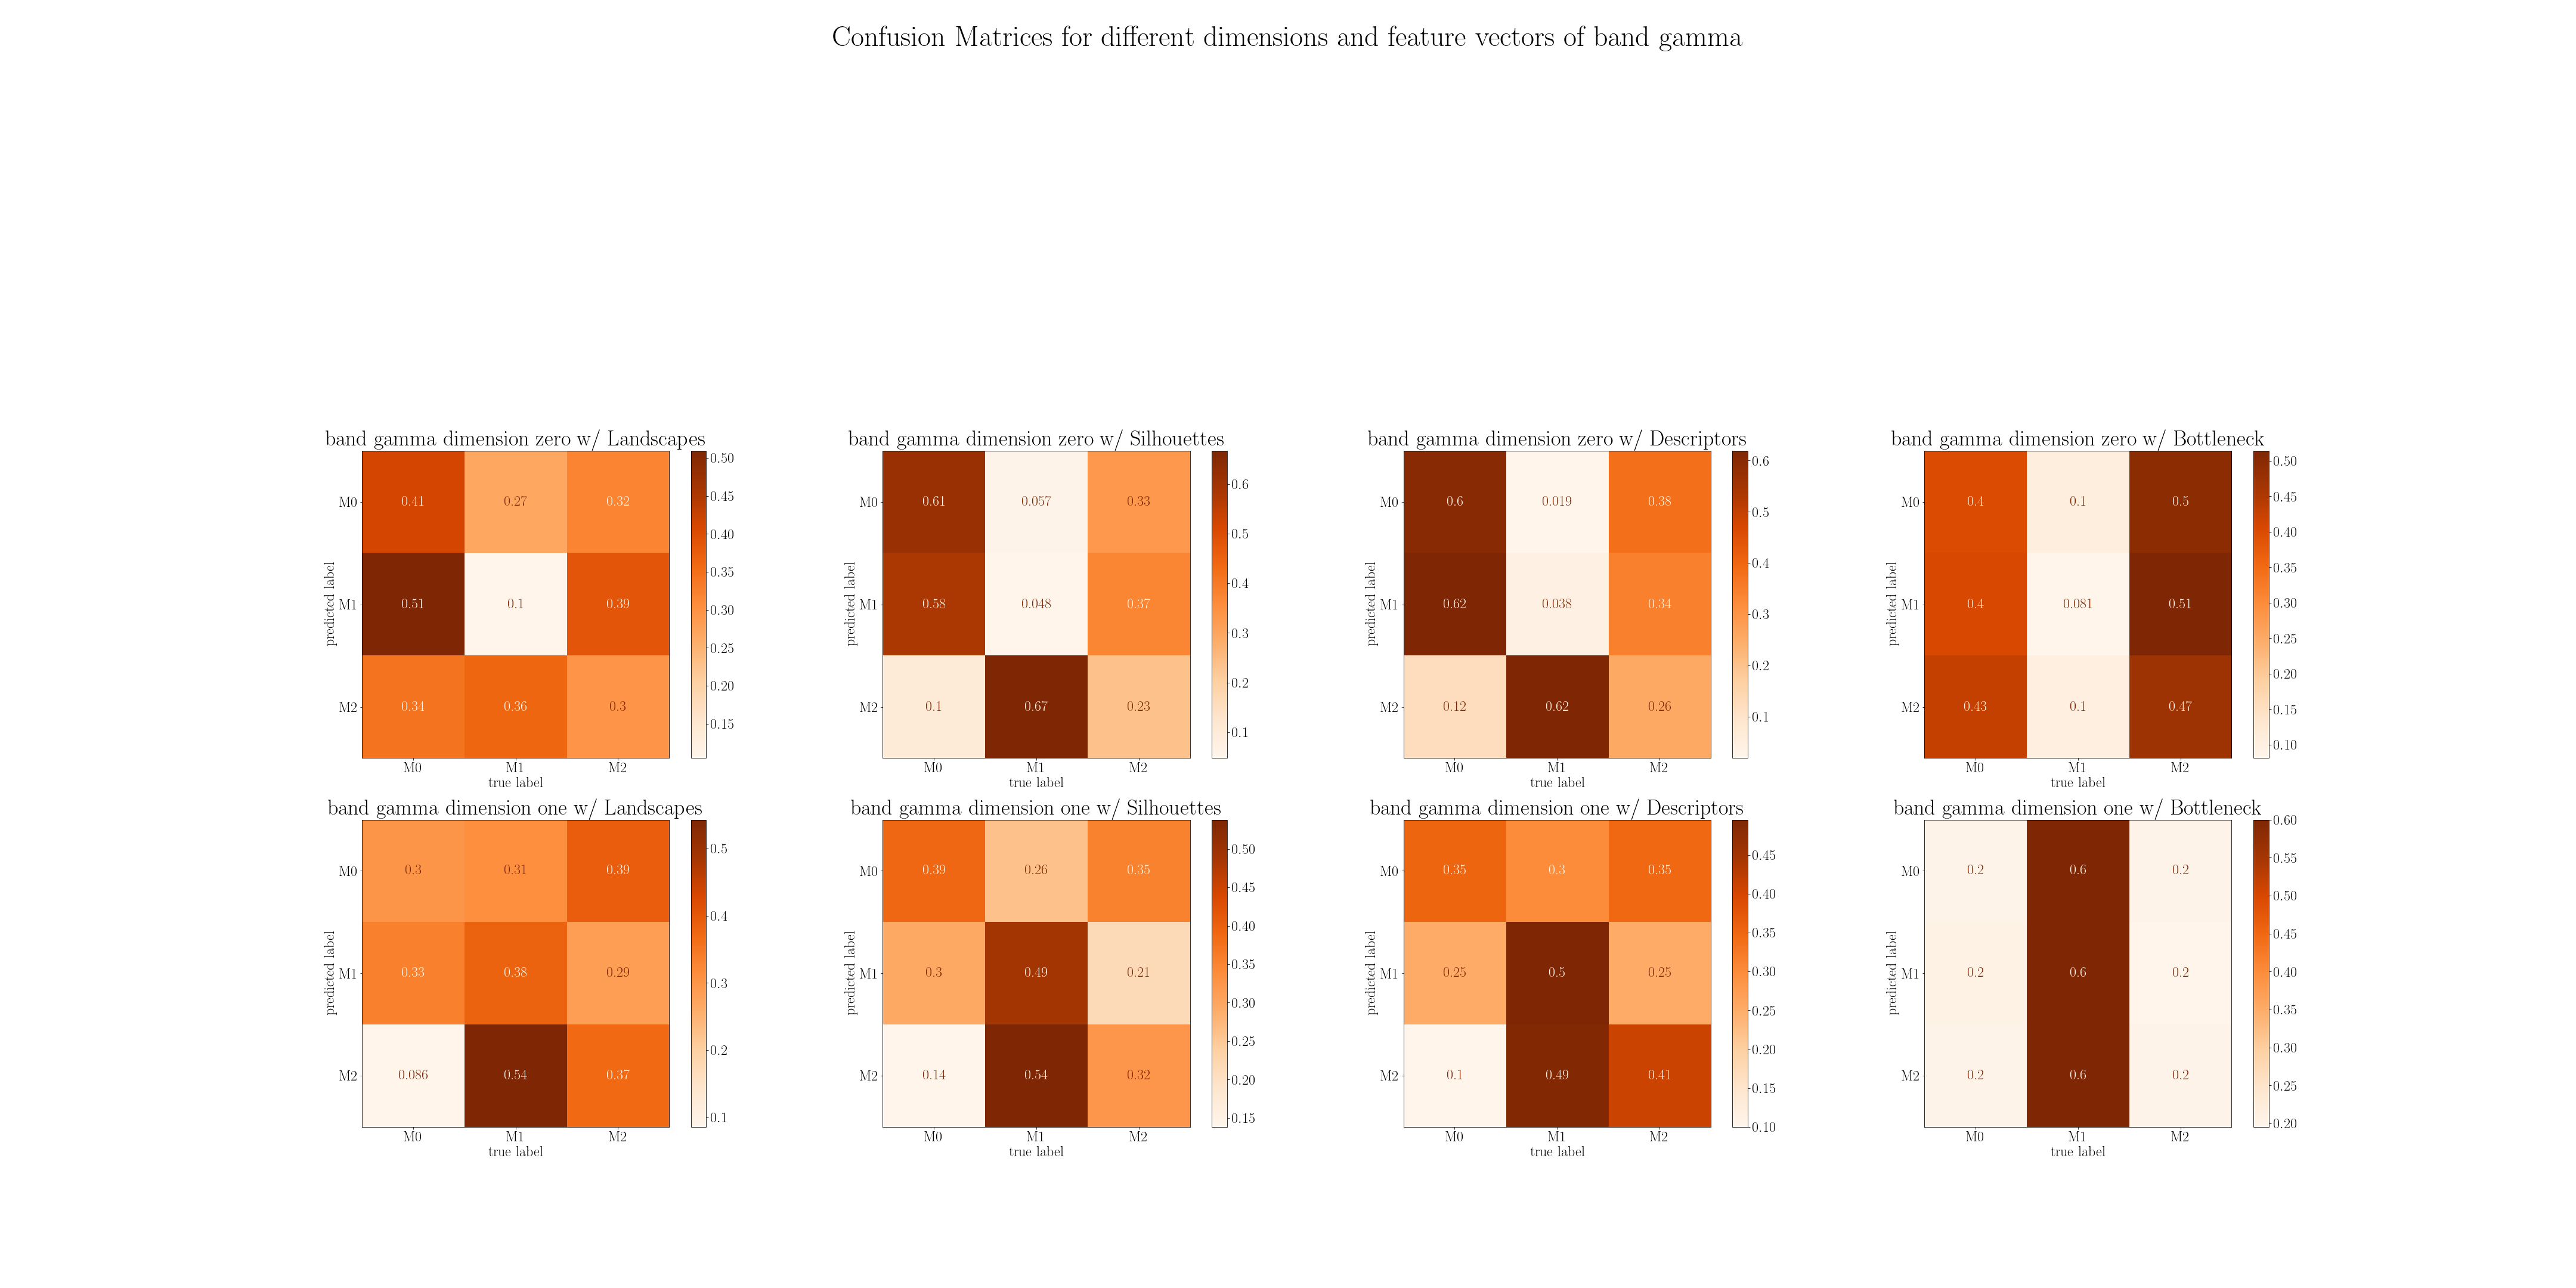 Confusion Matrices for different dimensions and feature vectors of band gamma
band gamma dimension zero w/ Landscapes
predicted label
M0 0.41 0.27 0.32
M1 0.51 0.1 0.39
M2 0.34 0.36 0.3
M0 M1 M2
true label
0.50
0.45
0.40
0.35
0.30
0.25
0.20
0.15
band gamma dimension zero w/ Silhouettes
predicted label
M0 0.61 0.057 0.33
M1 0.58 0.048 0.37
M2 0.1 0.67 0.23
M0 M1 M2
true label
0.6
0.5
0.4
0.3
0.2
0.1
band gamma dimension zero w/ Descriptors
predicted label
M0 0.6 0.019 0.38
M1 0.62 0.038 0.34
M2 0.12 0.62 0.26
M0 M1 M2
true label
0.6
0.5
0.4
0.3
0.2
0.1
band gamma dimension zero w/ Bottleneck
predicted label
M0 0.4 0.1 0.5
M1 0.4 0.081 0.51
M2 0.43 0.1 0.47
M0 M1 M2
true label
0.50
0.45
0.40
0.35
0.30
0.25
0.20
0.15
0.10
band gamma dimension one w/ Landscapes
predicted label
M0 0.3 0.31 0.39
M1 0.33 0.38 0.29
M2 0.086 0.54 0.37
M0 M1 M2
true label
0.5
0.4
0.3
0.2
0.1
band gamma dimension one w/ Silhouettes
predicted label
M0 0.39 0.26 0.35
M1 0.3 0.49 0.21
M2 0.14 0.54 0.32
M0 M1 M2
true label
0.50
0.45
0.40
0.35
0.30
0.25
0.20
0.15
band gamma dimension one w/ Descriptors
predicted label
M0 0.35 0.3 0.35
M1 0.25 0.5 0.25
M2 0.1 0.49 0.41
M0 M1 M2
true label
0.45
0.40
0.35
0.30
0.25
0.20
0.15
0.10
band gamma dimension one w/ Bottleneck
predicted label
M0 0.2 0.6 0.2
M1 0.2 0.6 0.2
M2 0.2 0.6 0.2
M0 M1 M2
true label
0.60
0.55
0.50
0.45
0.40
0.35
0.30
0.25
0.20